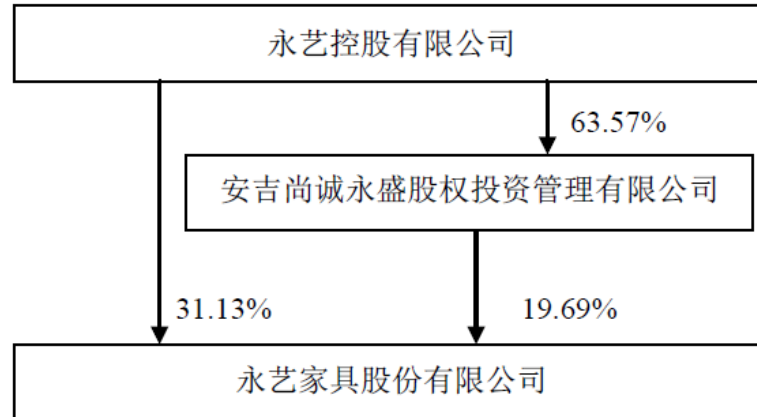 永艺控股有限公司
63.57%
安吉尚诚永盛股权投资管理有限公司
31.13%
19.69%
永艺家具股份有限公司